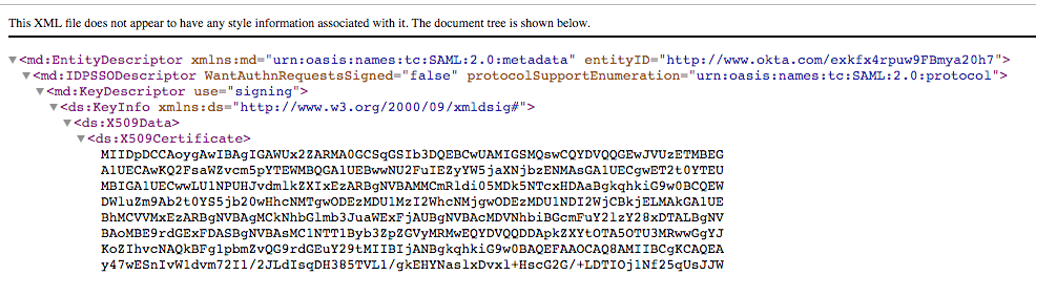 This XML file does not appear to have any style information associated with it. The document tree is shown below.
▼<md:EntityDescriptor xmlns:md="urn:oasis:names:tc:SAML:2.0:metadata" entityID="http://www.okta.com/exkfx4rpuw9FBmya20h7">
▼<md:IDPSSODescriptor WantAuthnRequestsSigned="false" protocolSupportEnumeration="urn:oasis:names:tc:SAML:2.0:protocol">
▼<md:KeyDescriptor use="signing">
▼<ds:KeyInfo xmlns:ds="http://www.w3.org/2000/09/xmldsig#">
▼<ds:X509Data>
▼<ds:X509Certificate>
MIIDpDCCAoygAwIBAgIGAWUx2ZARMA0GCSqGSIb3DQEBCwUAMIGSMQswCQYDVQQGEwJVUzETMBEG
A1UECAwKQ2FsaWZvcm5pYTEWMBQGA1UEBwwNU2FuIEZyYW5jaXNjbzENMAsGA1UECgwET2t0YTEU
MBIGA1UECwwLU1NPUHJvdmlkZXIxEzARBgNVBAMMCmRldi05MDk5NTcxHDAaBgkqhkiG9w0BCQEW
DWluZm9Ab2t0YS5jb20wHhcNMTgwODEzMDU1MzI2WhcNMjgwODEzMDU1NDI2WjCBkjELMAkGA1UE
BhMCVVMxEzARBgNVBAgMCkNhbGlmb3JuaWExFjAUBgNVBAcMDVNhbiBGcmFuY2lzY28xDTALBgNV
BAoMBE9rdGExFDASBgNVBAsMC1NTT1Byb3ZpZGVyMRMwEQYDVQQDDApkZXYtOTA5OTU3MRwwGgYJ
KoZIhvcNAQkBFg1pbmZvQG9rdGEuY29tMIIBIjANBgkqhkiG9w0BAQEFAAOCAQ8AMIIBCgKCAQEA
y47wESnIvW1dvm72I1/2JLdIsqDH385TVL1/gkEHYNaslxDvxl+HscG2G/+LDTIOj1Nf25qUsJJW